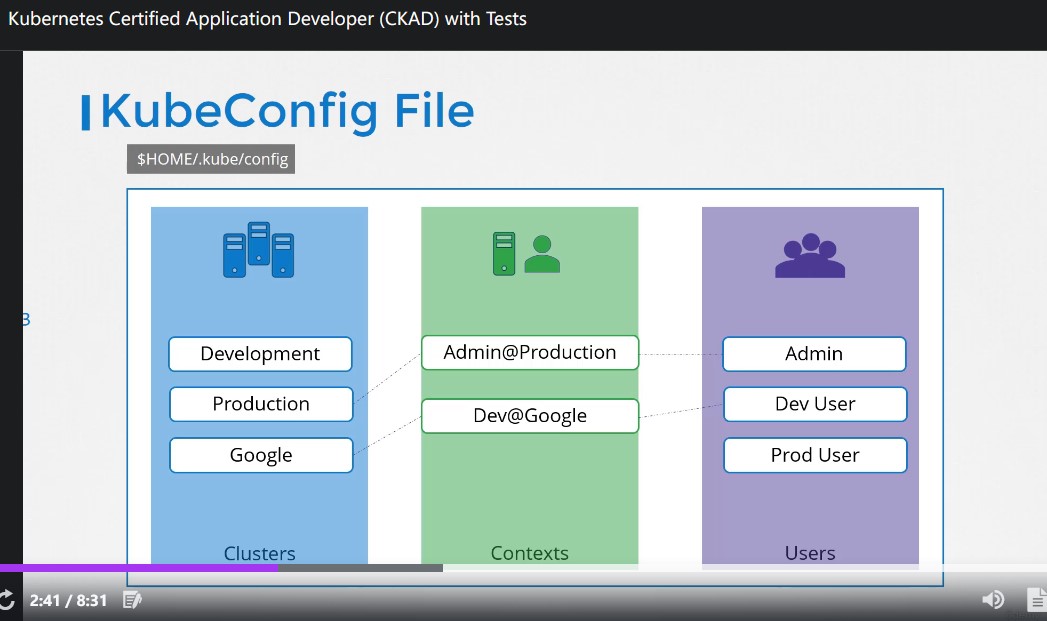 Kubernetes Certified Application Developer (CKAD) with Tests
KubeConfig File
$HOME/.kube/config
3
Development
Production
Google
Clusters
Admin@Production
Dev@Google
Contexts
Admin
Dev User
Prod User
Users
2:41 / 8:31